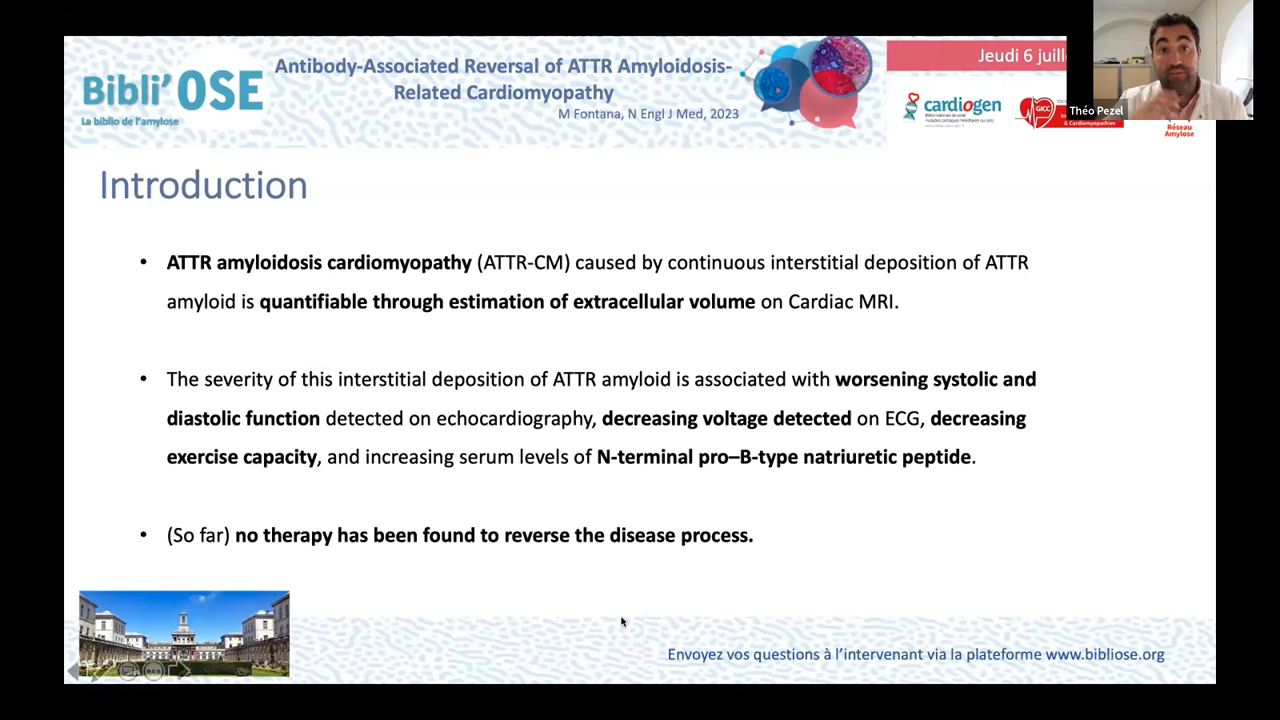 Bibli'OSE
La biblio de l'amylose
Antibody-Associated Reversal of ATTR Amyloidosis-
Related Cardiomyopathy
M Fontana, N Engl J Med, 2023
Jeudi 6 juill
cardiogen
GICC
& Cardiomyopathies
Réseau
Amylose
Théo Pezel
Introduction
• ATTR amyloidosis cardiomyopathy (ATTR-CM) caused by continuous interstitial deposition of ATTR
amyloid is quantifiable through estimation of extracellular volume on Cardiac MRI.
• The severity of this interstitial deposition of ATTR amyloid is associated with worsening systolic and
diastolic function detected on echocardiography, decreasing voltage detected on ECG, decreasing
exercise capacity, and increasing serum levels of N-terminal pro–B-type natriuretic peptide.
• (So far) no therapy has been found to reverse the disease process.
Envoyez vos questions à l'intervenant via la plateforme www.bibliose.org